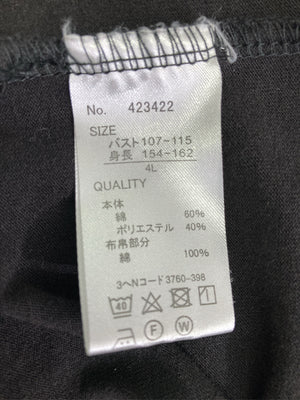 No. 423422
SIZE
バスト107-115
身長 154-162
4L
QUALITY
本体
綿 60%
ポリエステル 40%
布帛部分
綿 100%
3ヘNコード3760-398
40
F W